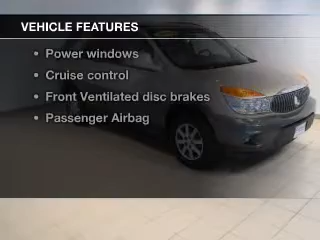 VEHICLE FEATURES
• Power windows
• Cruise control
• Front Ventilated disc brakes
• Passenger Airbag